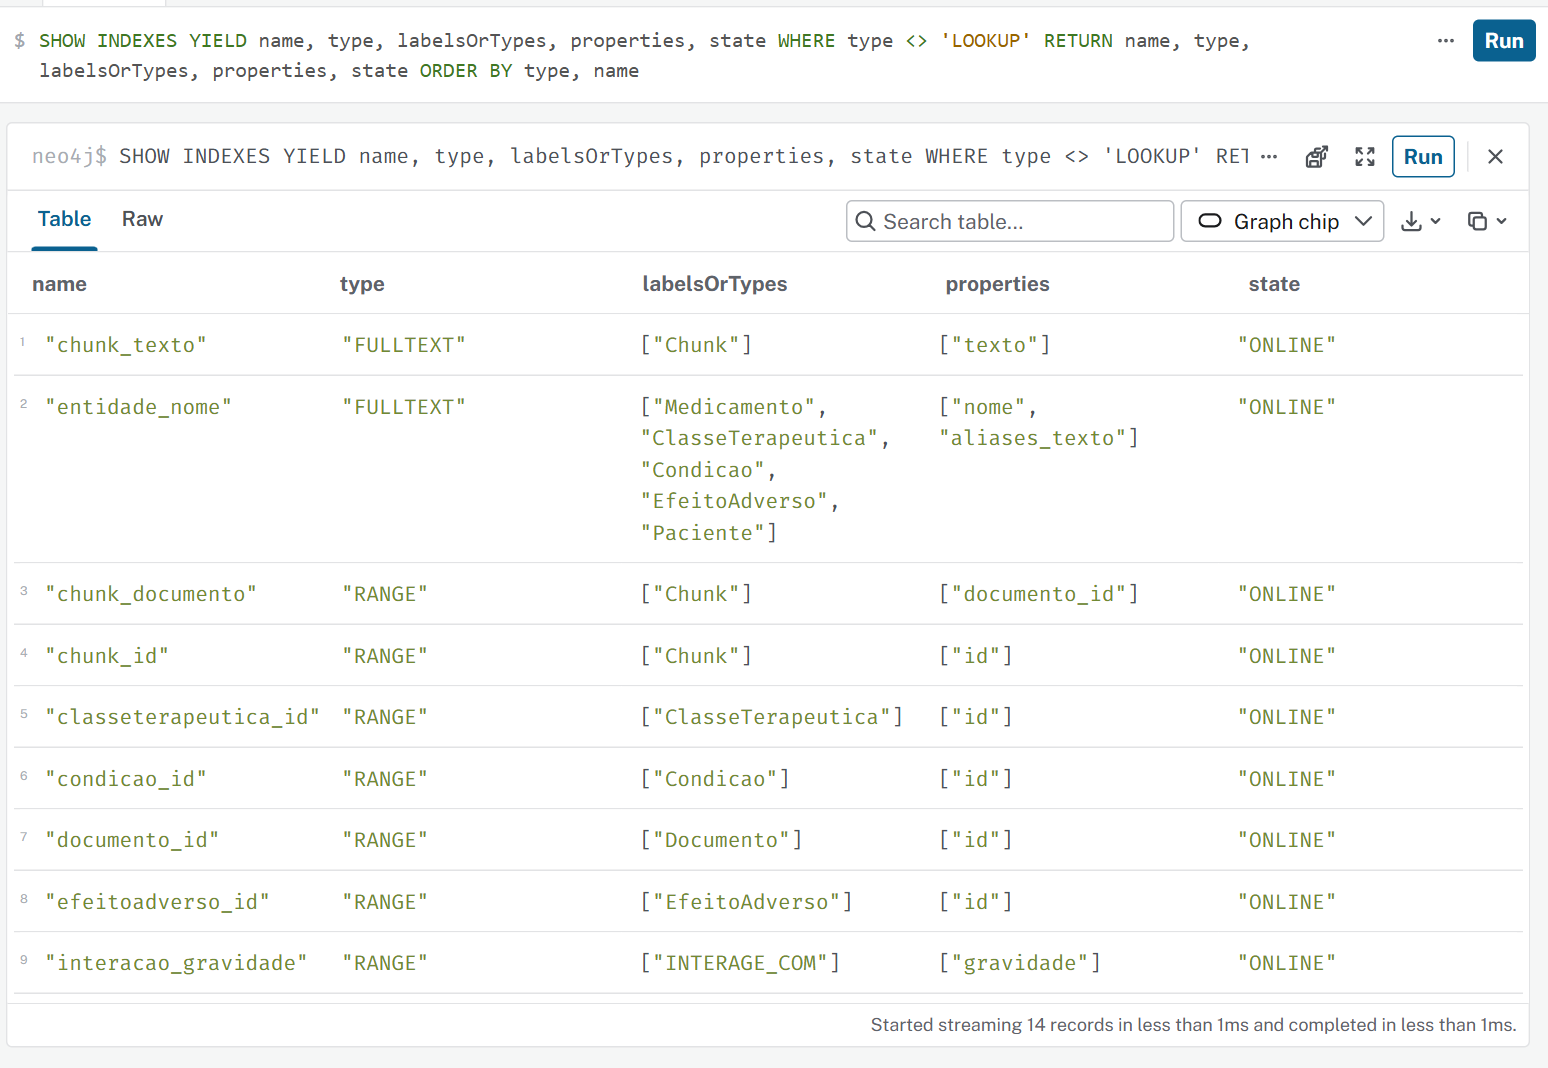 $ SHOW INDEXES YIELD name, type, labelsOrTypes, properties, state WHERE type <> 'LOOKUP' RETURN name, type,
labelsOrTypes, properties, state ORDER BY type, name
Run
neo4j$ SHOW INDEXES YIELD name, type, labelsOrTypes, properties, state WHERE type <> 'LOOKUP' RET
Run
Table Raw Search table... Graph chip
name type labelsOrTypes properties state
1 "chunk_texto" "FULLTEXT" ["Chunk"] ["texto"] "ONLINE"
2 "entidade_nome" "FULLTEXT" ["Medicamento", ["nome", "ONLINE"
"ClasseTerapeutica", "aliases_texto"]
"Condicao",
"EfeitoAdverso",
"Paciente"]
3 "chunk_documento" "RANGE" ["Chunk"] ["documento_id"] "ONLINE"
4 "chunk_id" "RANGE" ["Chunk"] ["id"] "ONLINE"
5 "classeterapeutica_id" "RANGE" ["ClasseTerapeutica"] ["id"] "ONLINE"
6 "condicao_id" "RANGE" ["Condicao"] ["id"] "ONLINE"
7 "documento_id" "RANGE" ["Documento"] ["id"] "ONLINE"
8 "efeitoadverso_id" "RANGE" ["EfeitoAdverso"] ["id"] "ONLINE"
9 "interacao_gravidade" "RANGE" ["INTERAGE_COM"] ["gravidade"] "ONLINE"
Started streaming 14 records in less than 1ms and completed in less than 1ms.